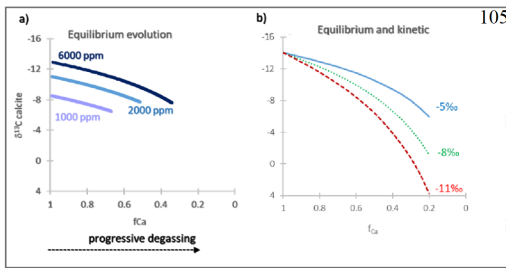 105
a)
Equilibrium evolution
-16
-12
-8
-4
0
4
δ¹³C calcite
6000 ppm
2000 ppm
1000 ppm
1 0.8 0.6 0.4 0.2 0
fCa
progressive degassing
b)
Equilibrium and kinetic
-16
-12
-8
-4
0
4
-5‰
-8‰
-11‰
1 0.8 0.6 0.4 0.2 0
fCa